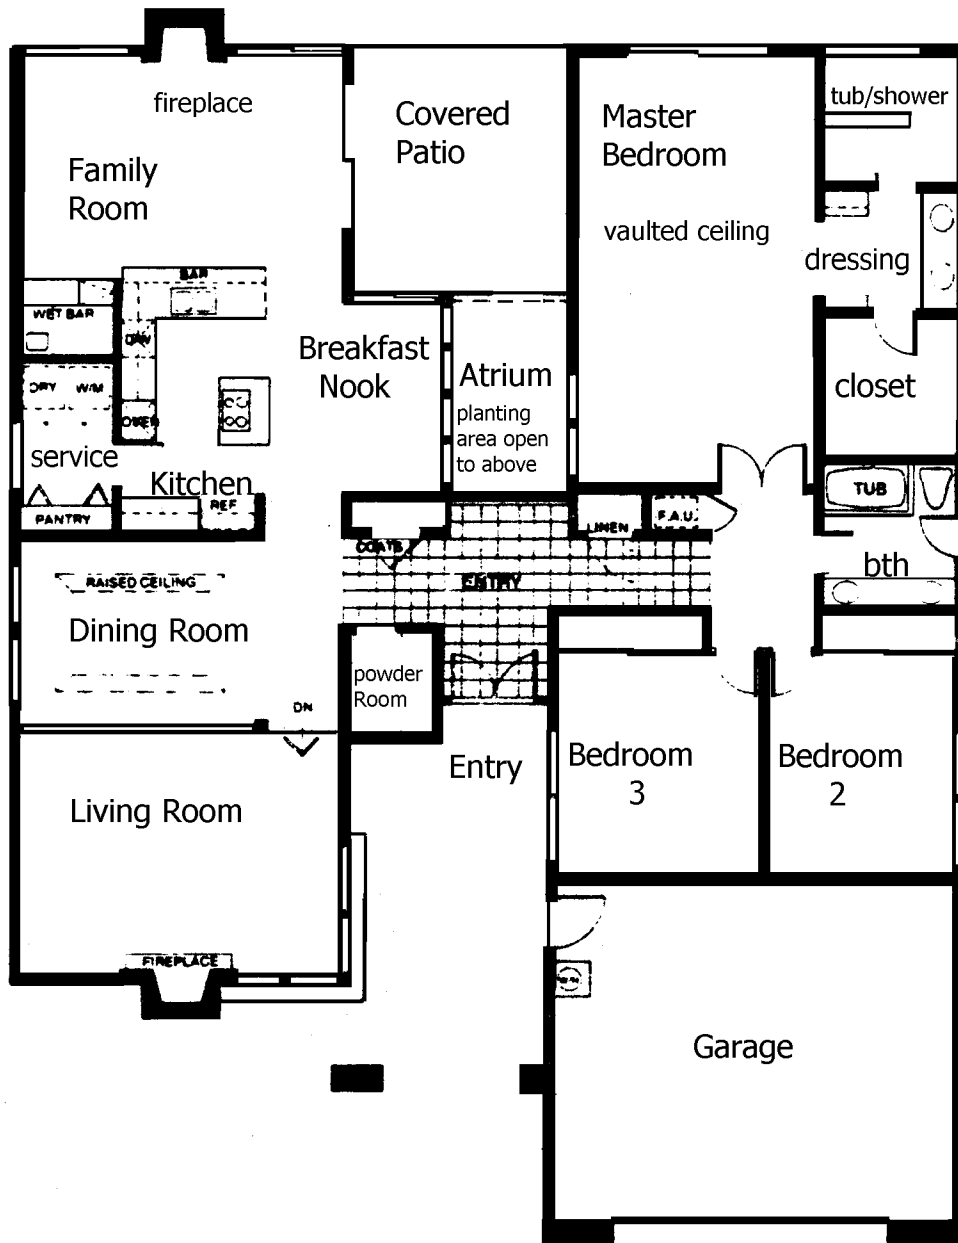 tub/shower
fireplace
Covered
Patio
Master
Bedroom
Family
Room
vaulted ceiling
dressing
BAR
WET BAR
D/W
Breakfast
Nook
Atrium
closet
DRY W/M
planting
area open
to above
OVEN
service
Kitchen
TUB
REF
PANTRY
F.A.U.
LINEN
COATS
bth
RAISED CEILING
ENTRY
Dining Room
powder
Room
DN
Entry
Bedroom
3
Bedroom
2
Living Room
FIREPLACE
Garage